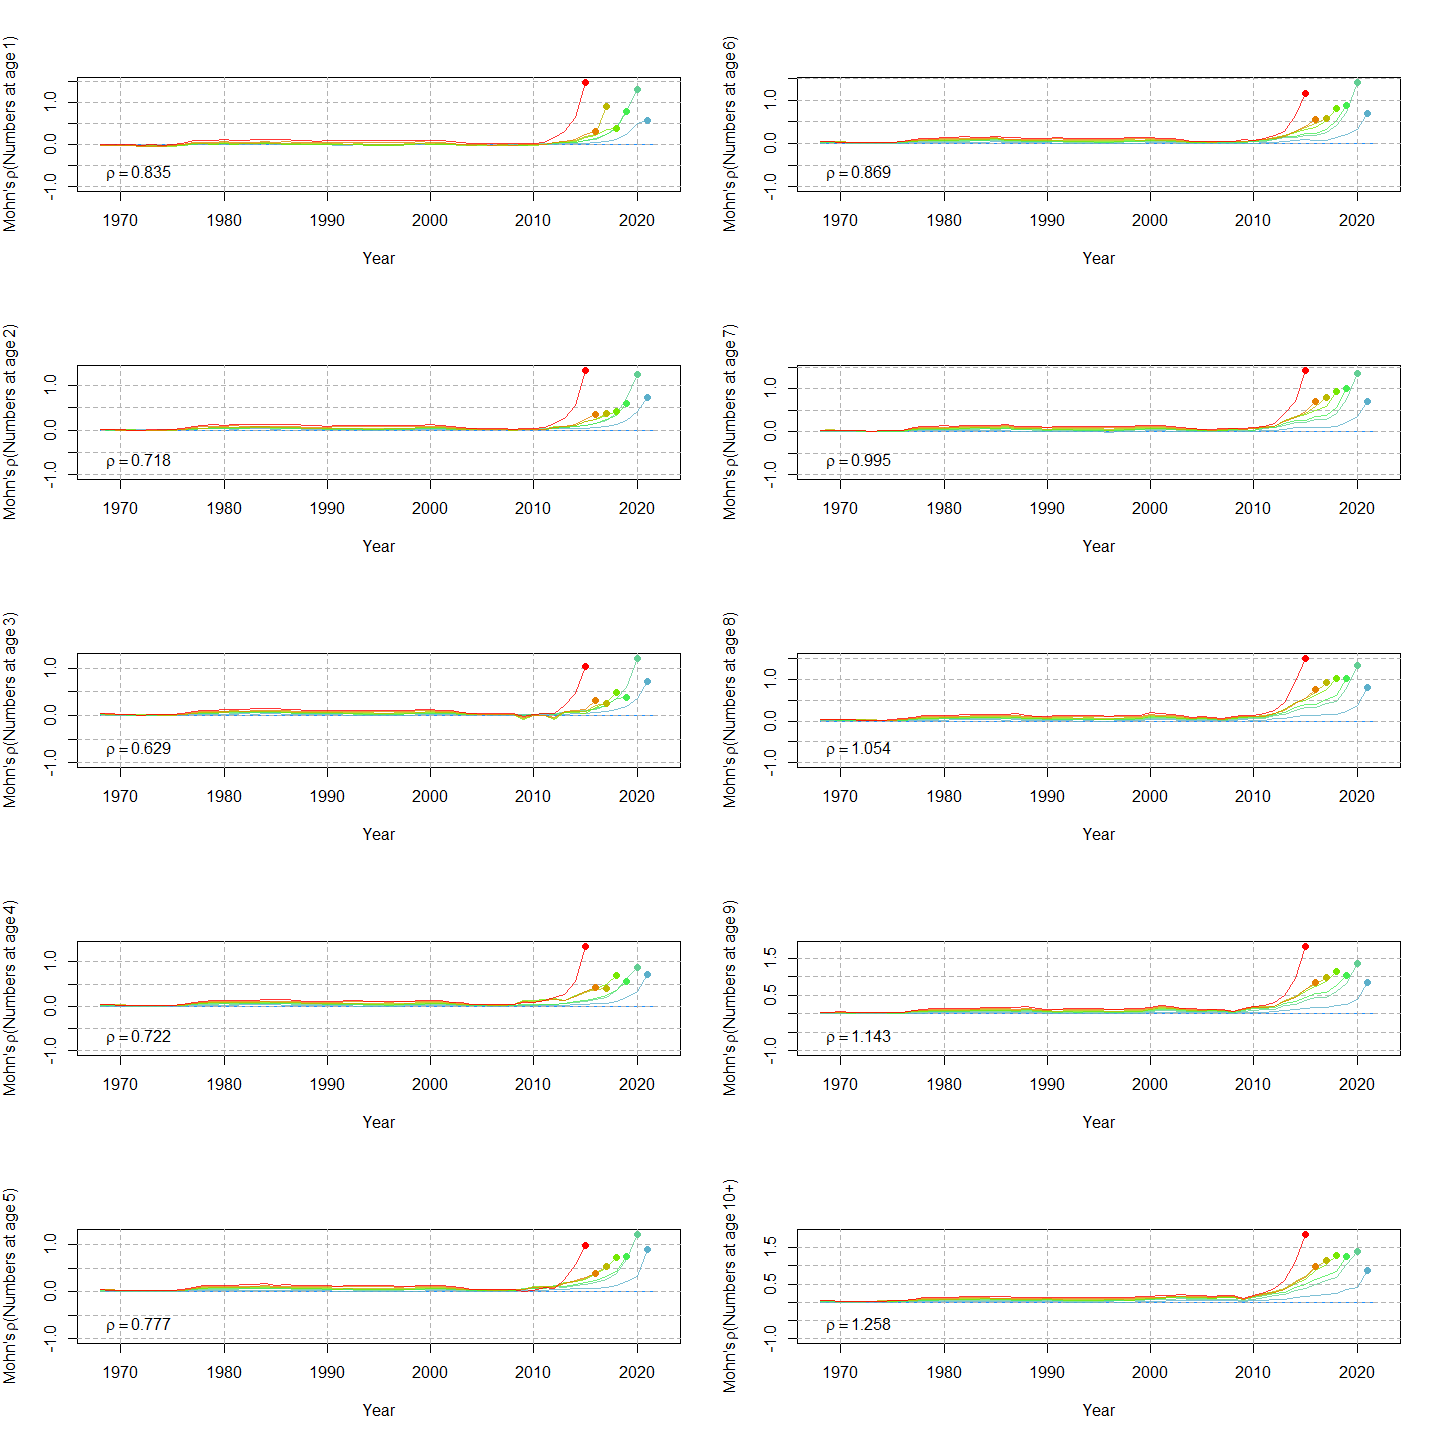 Mohn's ρ(Numbers at age 1)
1.0
0.0
-1.0
ρ = 0.835
1970 1980 1990 2000 2010 2020
Year
Mohn's ρ(Numbers at age 6)
1.0
0.0
-1.0
ρ = 0.869
1970 1980 1990 2000 2010 2020
Year
Mohn's ρ(Numbers at age 2)
1.0
0.0
-1.0
ρ = 0.718
1970 1980 1990 2000 2010 2020
Year
Mohn's ρ(Numbers at age 7)
1.0
0.0
-1.0
ρ = 0.995
1970 1980 1990 2000 2010 2020
Year
Mohn's ρ(Numbers at age 3)
1.0
0.0
-1.0
ρ = 0.629
1970 1980 1990 2000 2010 2020
Year
Mohn's ρ(Numbers at age 8)
1.0
0.0
-1.0
ρ = 1.054
1970 1980 1990 2000 2010 2020
Year
Mohn's ρ(Numbers at age 4)
1.0
0.0
-1.0
ρ = 0.722
1970 1980 1990 2000 2010 2020
Year
Mohn's ρ(Numbers at age 9)
1.5
0.5
-1.0
ρ = 1.143
1970 1980 1990 2000 2010 2020
Year
Mohn's ρ(Numbers at age 5)
1.0
0.0
-1.0
ρ = 0.777
1970 1980 1990 2000 2010 2020
Year
Mohn's ρ(Numbers at age 10+)
1.5
0.5
-1.0
ρ = 1.258
1970 1980 1990 2000 2010 2020
Year